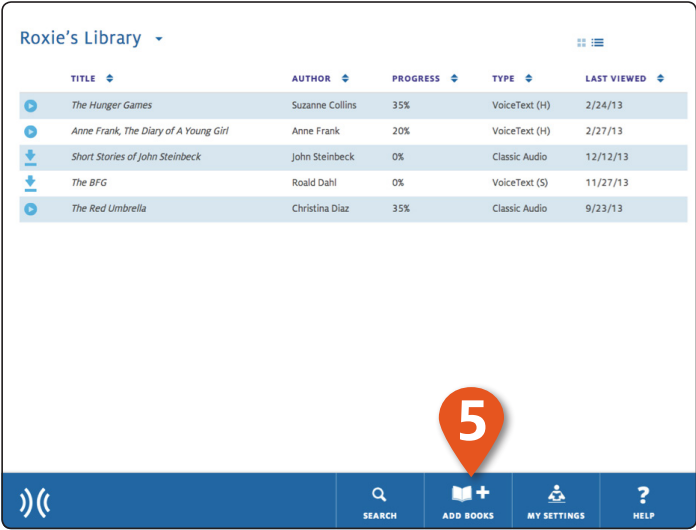 Roxie's Library
TITLE AUTHOR PROGRESS TYPE LAST VIEWED
The Hunger Games Suzanne Collins 35% VoiceText (H) 2/24/13
Anne Frank, The Diary of A Young Girl Anne Frank 20% VoiceText (H) 2/27/13
Short Stories of John Steinbeck John Steinbeck 0% Classic Audio 12/12/13
The BFG Roald Dahl 0% VoiceText (S) 11/27/13
The Red Umbrella Christina Diaz 35% Classic Audio 9/23/13
5
SEARCH ADD BOOKS MY SETTINGS HELP